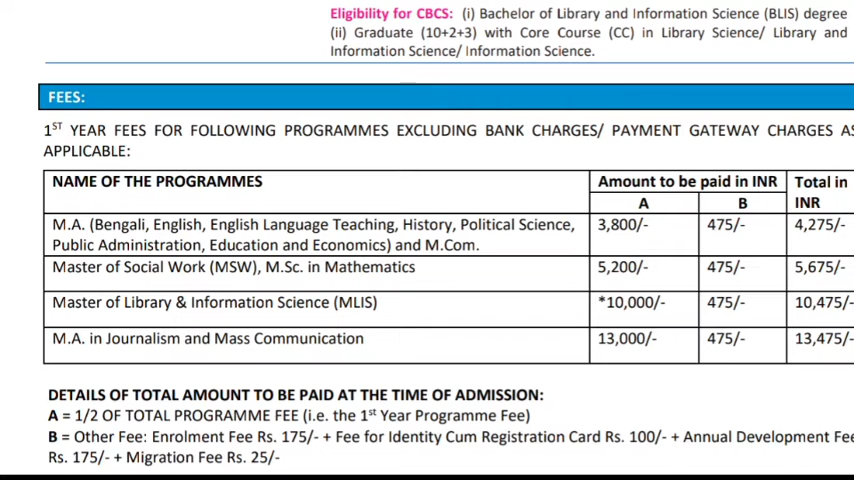 Eligibility for CBCS: (i) Bachelor of Library and Information Science (BLIS) degree
(ii) Graduate (10+2+3) with Core Course (CC) in Library Science/ Library and
Information Science/ Information Science.
FEES:
1ST YEAR FEES FOR FOLLOWING PROGRAMMES EXCLUDING BANK CHARGES/ PAYMENT GATEWAY CHARGES AS
APPLICABLE:
NAME OF THE PROGRAMMES Amount to be paid in INR Total in
A B INR
M.A. (Bengali, English, English Language Teaching, History, Political Science, 3,800/- 475/- 4,275/-
Public Administration, Education and Economics) and M.Com.
Master of Social Work (MSW), M.Sc. in Mathematics 5,200/- 475/- 5,675/-
Master of Library & Information Science (MLIS) *10,000/- 475/- 10,475/-
M.A. in Journalism and Mass Communication 13,000/- 475/- 13,475/-
DETAILS OF TOTAL AMOUNT TO BE PAID AT THE TIME OF ADMISSION:
A = 1/2 OF TOTAL PROGRAMME FEE (i.e. the 1st Year Programme Fee)
B = Other Fee: Enrolment Fee Rs. 175/- + Fee for Identity Cum Registration Card Rs. 100/- + Annual Development Fee
Rs. 175/- + Migration Fee Rs. 25/-